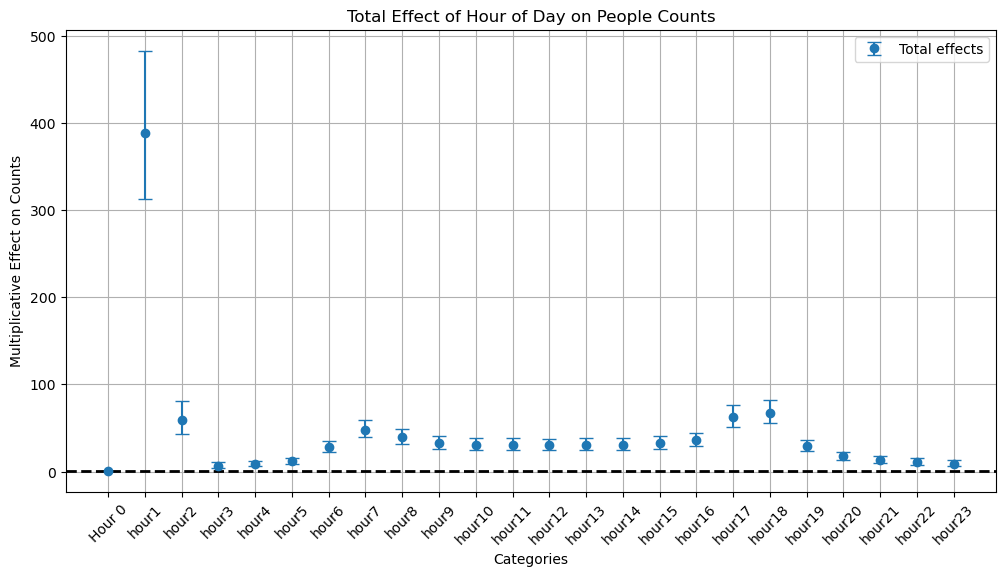 Total Effect of Hour of Day on People Counts
Total effects
Multiplicative Effect on Counts
500
400
300
200
100
0
Hour 0
hour1
hour2
hour3
hour4
hour5
hour6
hour7
hour8
hour9
hour10
hour11
hour12
hour13
hour14
hour15
hour16
hour17
hour18
hour19
hour20
hour21
hour22
hour23
Categories